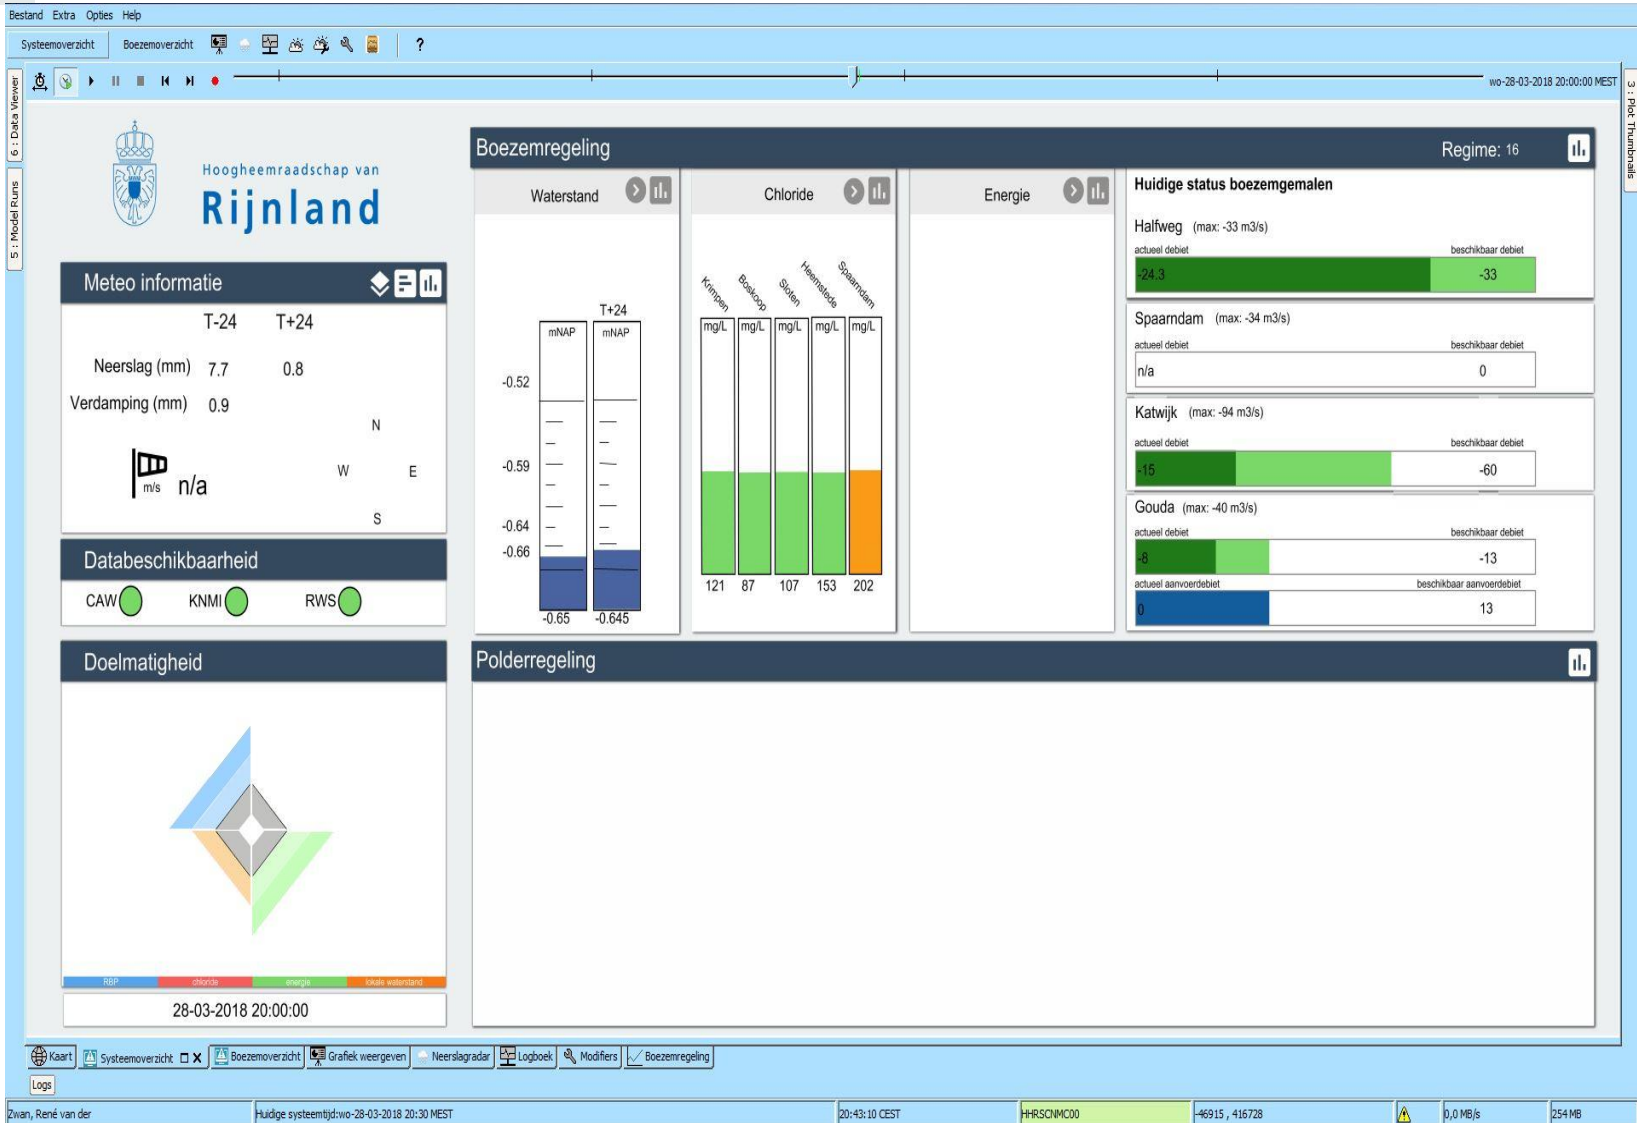 Bestand Extra Opties Help
Systeemoverzicht Boezemoverzicht ?
wo-28-03-2018 20:00:00 MEST
6 : Data Viewer
5 : Model Runs
3 : Plot Thumbnails
Hoogheemraadschap van
Rijnland
Meteo informatie
T-24 T+24
Neerslag (mm) 7.7 0.8
Verdamping (mm) 0.9
N
W E
S
m/s n/a
Databeschikbaarheid
CAW KNMI RWS
Doelmatigheid
RBP chloride energie lokale waterstand
28-03-2018 20:00:00
Boezemregeling Regime: 16
Waterstand
T+24
mNAP mNAP
-0.52
-0.59
-0.64
-0.66
-0.65 -0.645
Chloride
Krimpen Boskoop Sloten Heemstede Spaarndam
mg/L mg/L mg/L mg/L mg/L
121 87 107 153 202
Energie
Huidige status boezemgemalen
Halfweg (max: -33 m3/s)
actueel debiet beschikbaar debiet
-24.3 -33
Spaarndam (max: -34 m3/s)
actueel debiet beschikbaar debiet
n/a 0
Katwijk (max: -94 m3/s)
actueel debiet beschikbaar debiet
-15 -60
Gouda (max: -40 m3/s)
actueel debiet beschikbaar debiet
-8 -13
actueel aanvoerdebiet beschikbaar aanvoerdebiet
0 13
Polderregeling
Kaart Systeemoverzicht Boezemoverzicht Grafiek weergeven Neerslagradar Logboek Modifiers Boezemregeling
Logs
Zwan, René van der Huidige systeemtijd:wo-28-03-2018 20:30 MEST 20:43:10 CEST HHRSCNMC00 -46915 , 416728 0,0 MB/s 254 MB